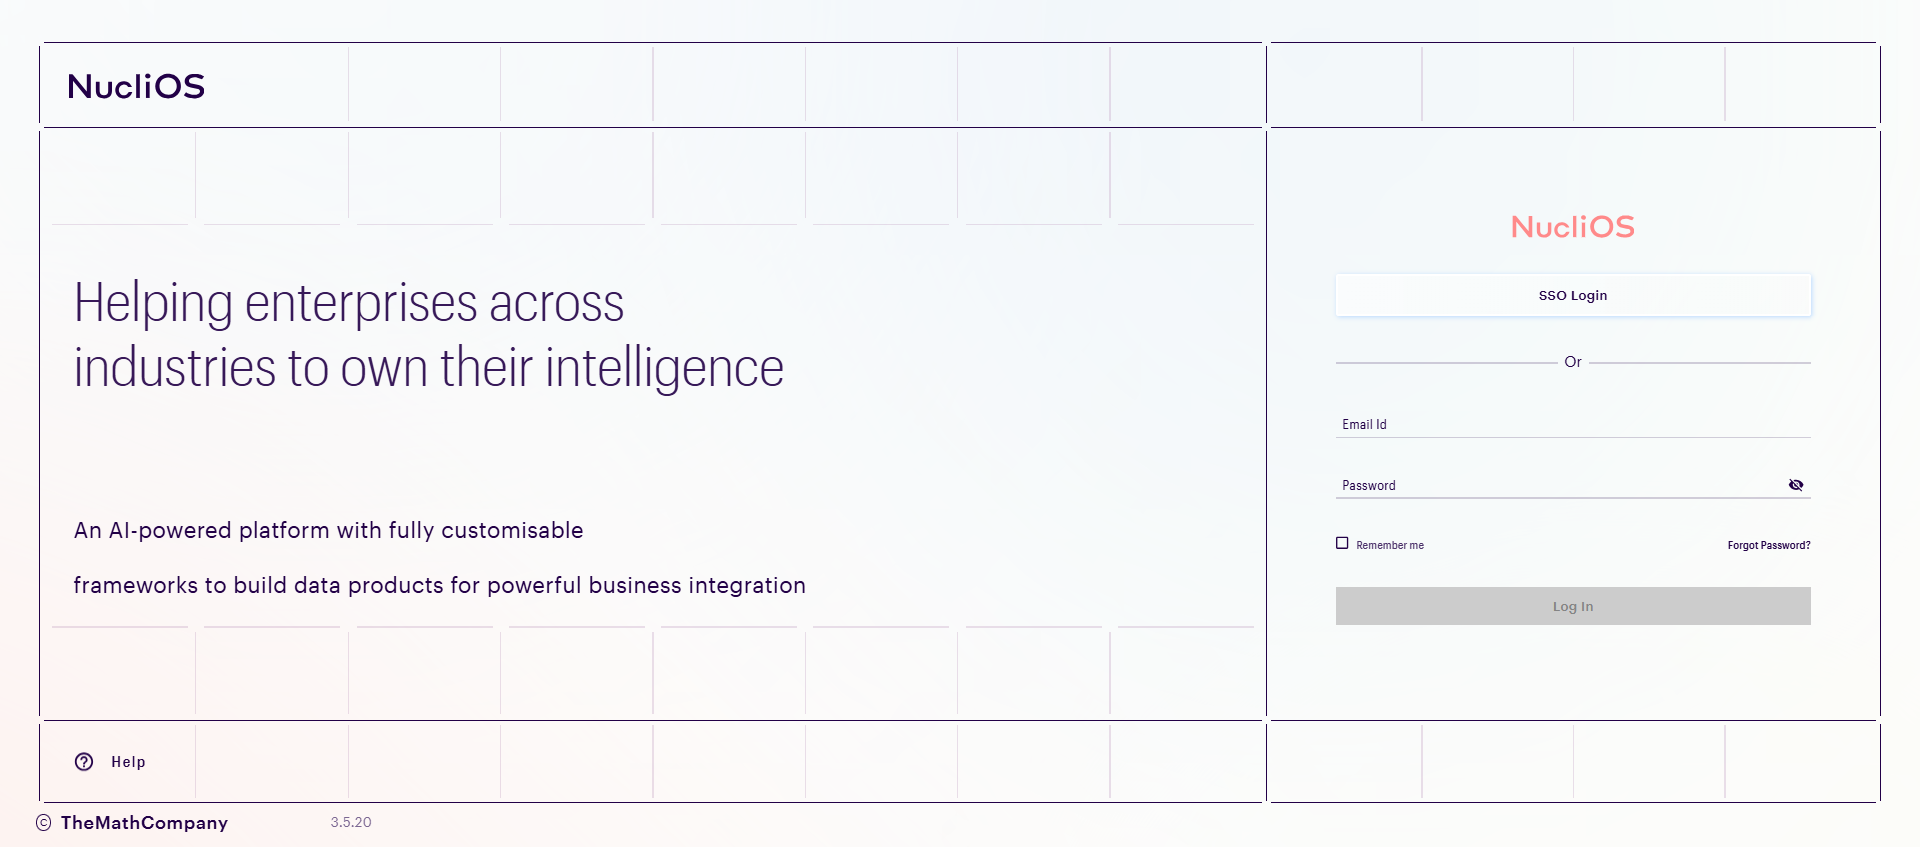 NucliOS
Helping enterprises across
industries to own their intelligence
An AI-powered platform with fully customisable
frameworks to build data products for powerful business integration
NucliOS
SSO Login
Or
Email Id
Password
Remember me
Forgot Password?
Log In
Help
© TheMathCompany
3.5.20